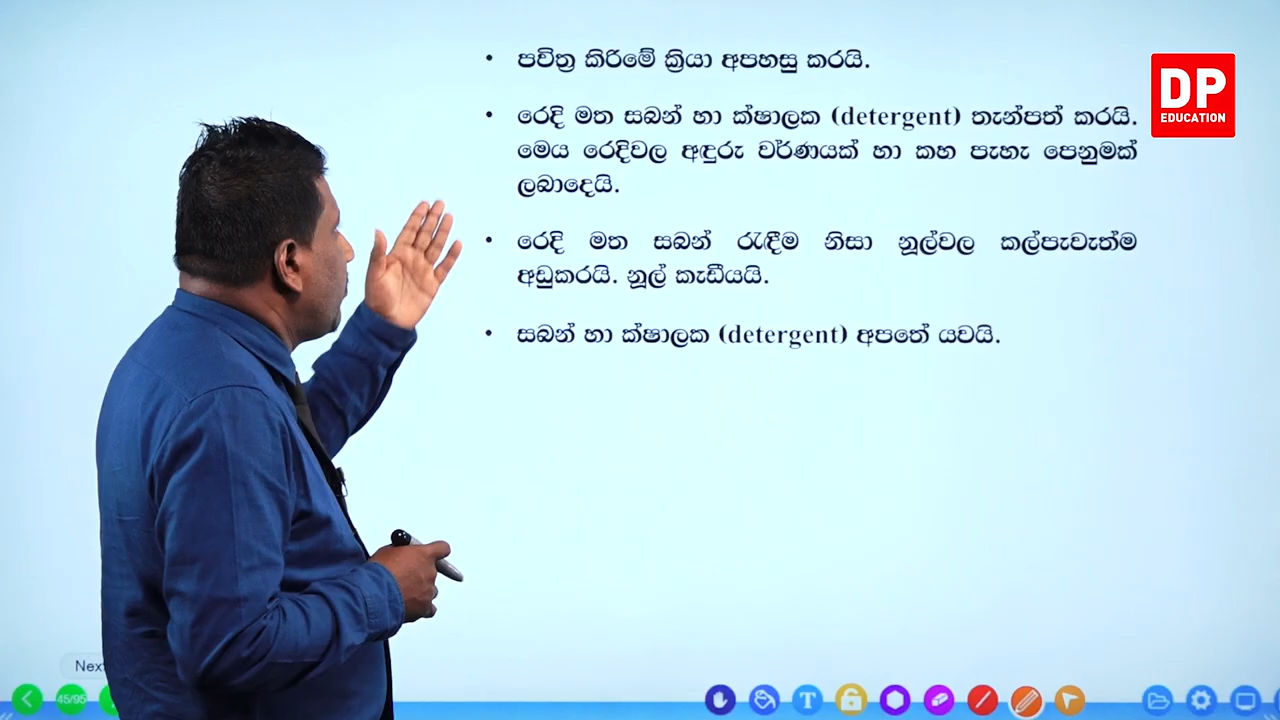 • පවිත්‍ර කිරීමේ ක්‍රියා අපහසු කරයි.
DP
EDUCATION
• රෙදි මත සබන් හා ක්ෂාලක (detergent) තැන්පත් කරයි.
මෙය රෙදිවල අඳුරු වර්ණයක් හා කහ පැහැ පෙනුමක්
ලබාදෙයි.
• රෙදි මත සබන් රැඳීම නිසා නූල්වල කල්පැවැත්ම
අඩුකරයි. නූල් කැඩීයයි.
• සබන් හා ක්ෂාලක (detergent) අපතේ යවයි.
Next
45/95
T